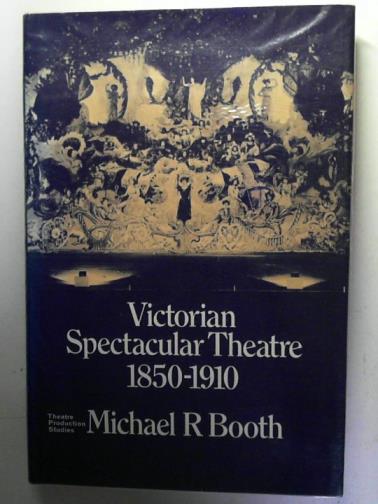 Victorian
Spectacular Theatre
1850-1910
Theatre
Production
Studies
Michael R Booth